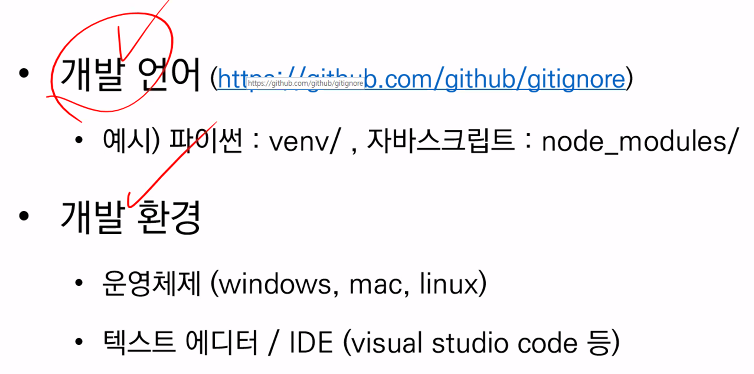 • 개발 언어 (https://github.com/github/gitignore)
https://github.com/github/gitignore
• 예시) 파이썬 : venv/ , 자바스크립트 : node_modules/
• 개발 환경
• 운영체제 (windows, mac, linux)
• 텍스트 에디터 / IDE (visual studio code 등)